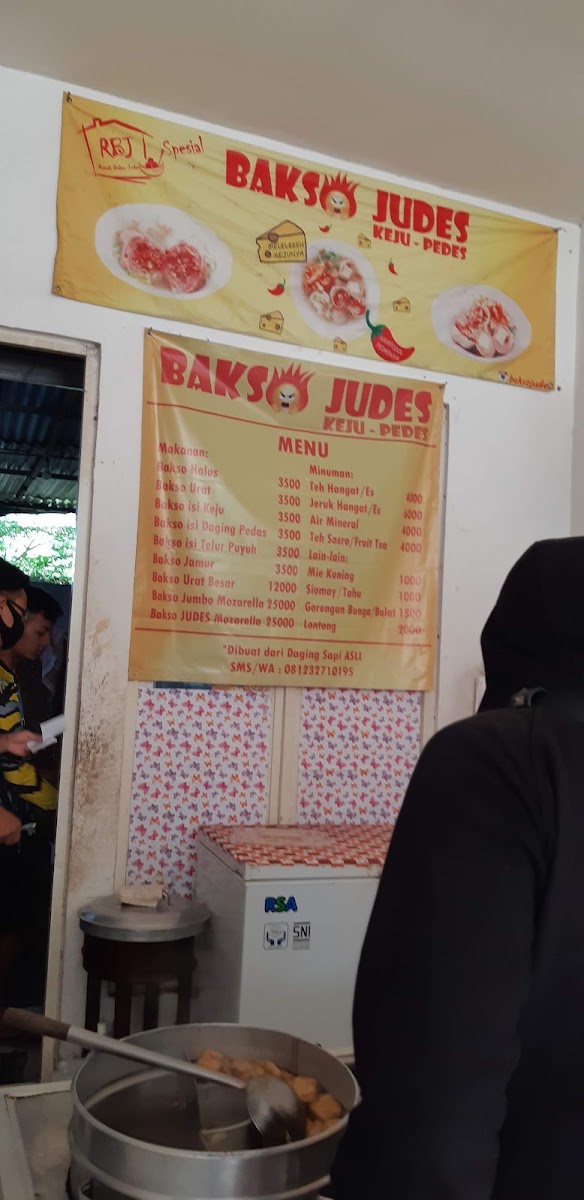 RBJ Spesial
BAKSO JUDES
KEJU - PEDES
MELELEEEH
KEJUNYA
baksojudes
BAKSO JUDES
KEJU - PEDES
MENU
Makanan:
Bakso Halus 3500
Bakso Urat 3500
Bakso isi Keju 3500
Bakso isi Daging Pedas 3500
Bakso isi Telur Puyuh 3500
Bakso Jamur 3500
Bakso Urat Besar 12000
Bakso Jumbo Mozarella 25000
Bakso JUDES Mozarella 25000
Minuman:
Teh Hangat/Es 4000
Jeruk Hangat/Es 6000
Air Mineral 4000
Teh Sosro/Fruit Tea 4000
Lain-lain:
Mie Kuning 1000
Siomay/Tahu 1000
Gorengan Bunga/Bulat 1500
Lontong 2000
*Dibuat dari Daging Sapi ASLI
SMS/WA : 081232710195
RSA
SNI